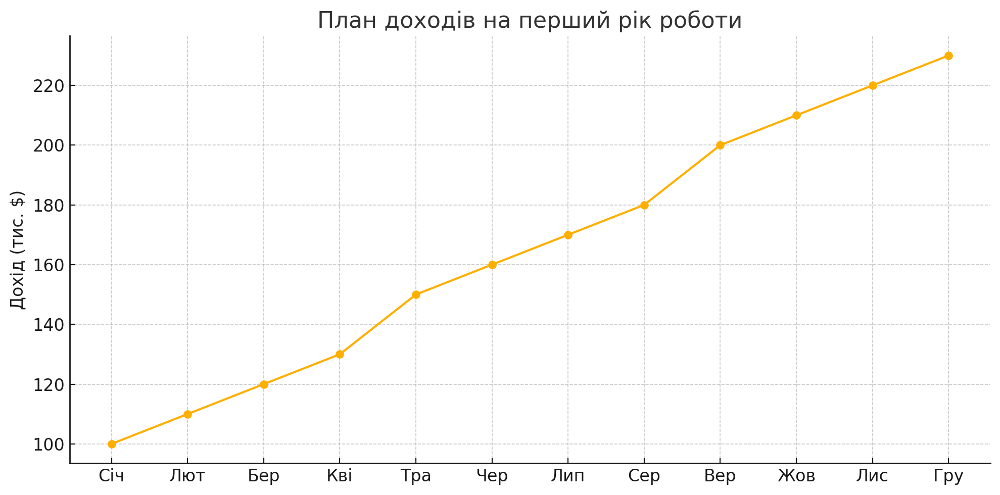 План доходів на перший рік роботи
Дохід (тис. $)
220
200
180
160
140
120
100
Січ Лют Бер Кві Тра Чер Лип Сер Вер Жов Лис Гру